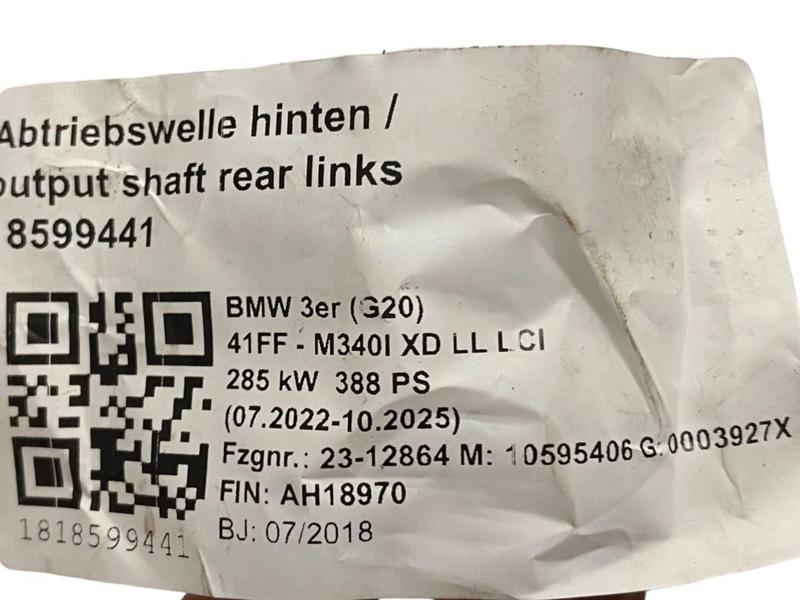 Abtriebswelle hinten /
output shaft rear links
8599441
BMW 3er (G20)
41FF - M340I XD LL LCI
285 kW 388 PS
(07.2022-10.2025)
Fzgnr.: 23-12864 M: 10595406 G:0003927X
FIN: AH18970
BJ: 07/2018
1818599441